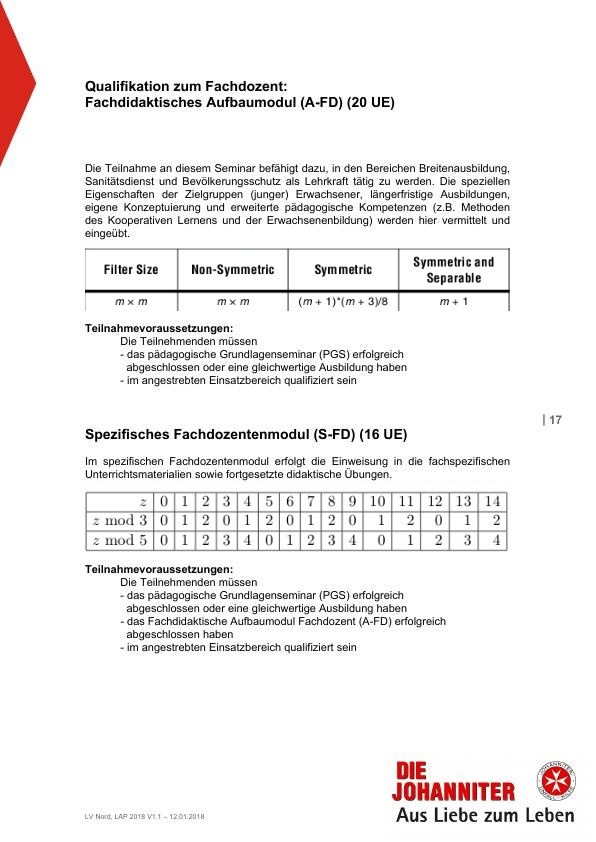 Qualifikation zum Fachdozent:
Fachdidaktisches Aufbaumodul (A-FD) (20 UE)
Die Teilnahme an diesem Seminar befähigt dazu, in den Bereichen Breitenausbildung,
Sanitätsdienst und Bevölkerungsschutz als Lehrkraft tätig zu werden. Die speziellen
Eigenschaften der Zielgruppen (junger) Erwachsener, längerfristige Ausbildungen,
eigene Konzeptuierung und erweiterte pädagogische Kompetenzen (z.B. Methoden
des Kooperativen Lernens und der Erwachsenenbildung) werden hier vermittelt und
eingeübt.
Filter Size Non-Symmetric Symmetric Symmetric and Separable
m × m m × m (m + 1)*(m + 3)/8 m + 1
Teilnahmevoraussetzungen:
Die Teilnehmenden müssen
- das pädagogische Grundlagenseminar (PGS) erfolgreich
abgeschlossen oder eine gleichwertige Ausbildung haben
- im angestrebten Einsatzbereich qualifiziert sein
| 17
Spezifisches Fachdozentenmodul (S-FD) (16 UE)
Im spezifischen Fachdozentenmodul erfolgt die Einweisung in die fachspezifischen
Unterrichtsmaterialien sowie fortgesetzte didaktische Übungen.
z 0 1 2 3 4 5 6 7 8 9 10 11 12 13 14
z mod 3 0 1 2 0 1 2 0 1 2 0 1 2 0 1 2
z mod 5 0 1 2 3 4 0 1 2 3 4 0 1 2 3 4
Teilnahmevoraussetzungen:
Die Teilnehmenden müssen
- das pädagogische Grundlagenseminar (PGS) erfolgreich
abgeschlossen oder eine gleichwertige Ausbildung haben
- das Fachdidaktische Aufbaumodul Fachdozent (A-FD) erfolgreich
abgeschlossen haben
- im angestrebten Einsatzbereich qualifiziert sein
DIE
JOHANNITER
JOHANNITER
UNFALL-HILFE
Aus Liebe zum Leben
LV Nord, LAP 2018 V1.1 – 12.01.2018